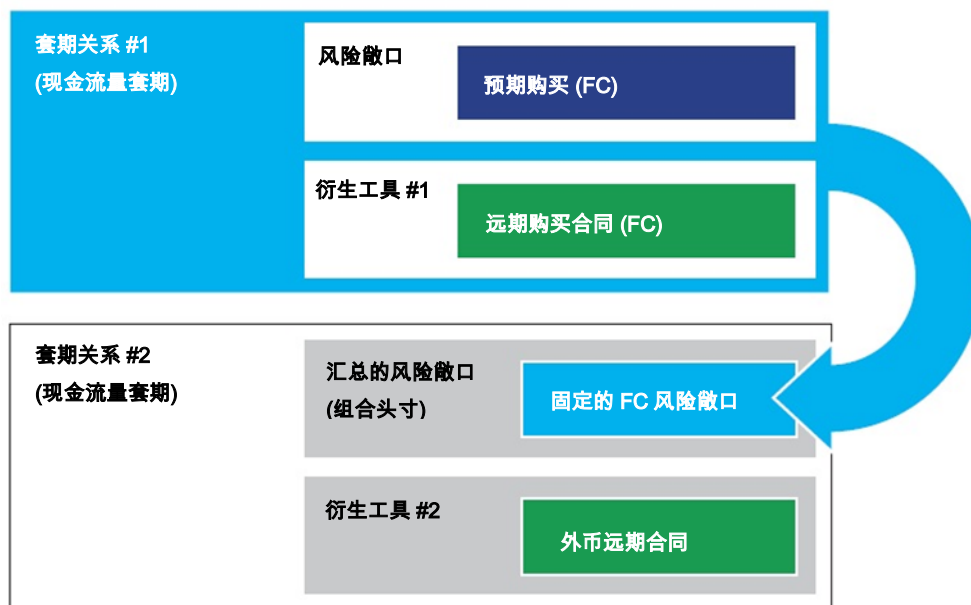 套期关系 #1
(现金流量套期)
风险敞口
预期购买 (FC)
衍生工具 #1
远期购买合同 (FC)
套期关系 #2
(现金流量套期)
汇总的风险敞口
(组合头寸)
固定的 FC 风险敞口
衍生工具 #2
外币远期合同